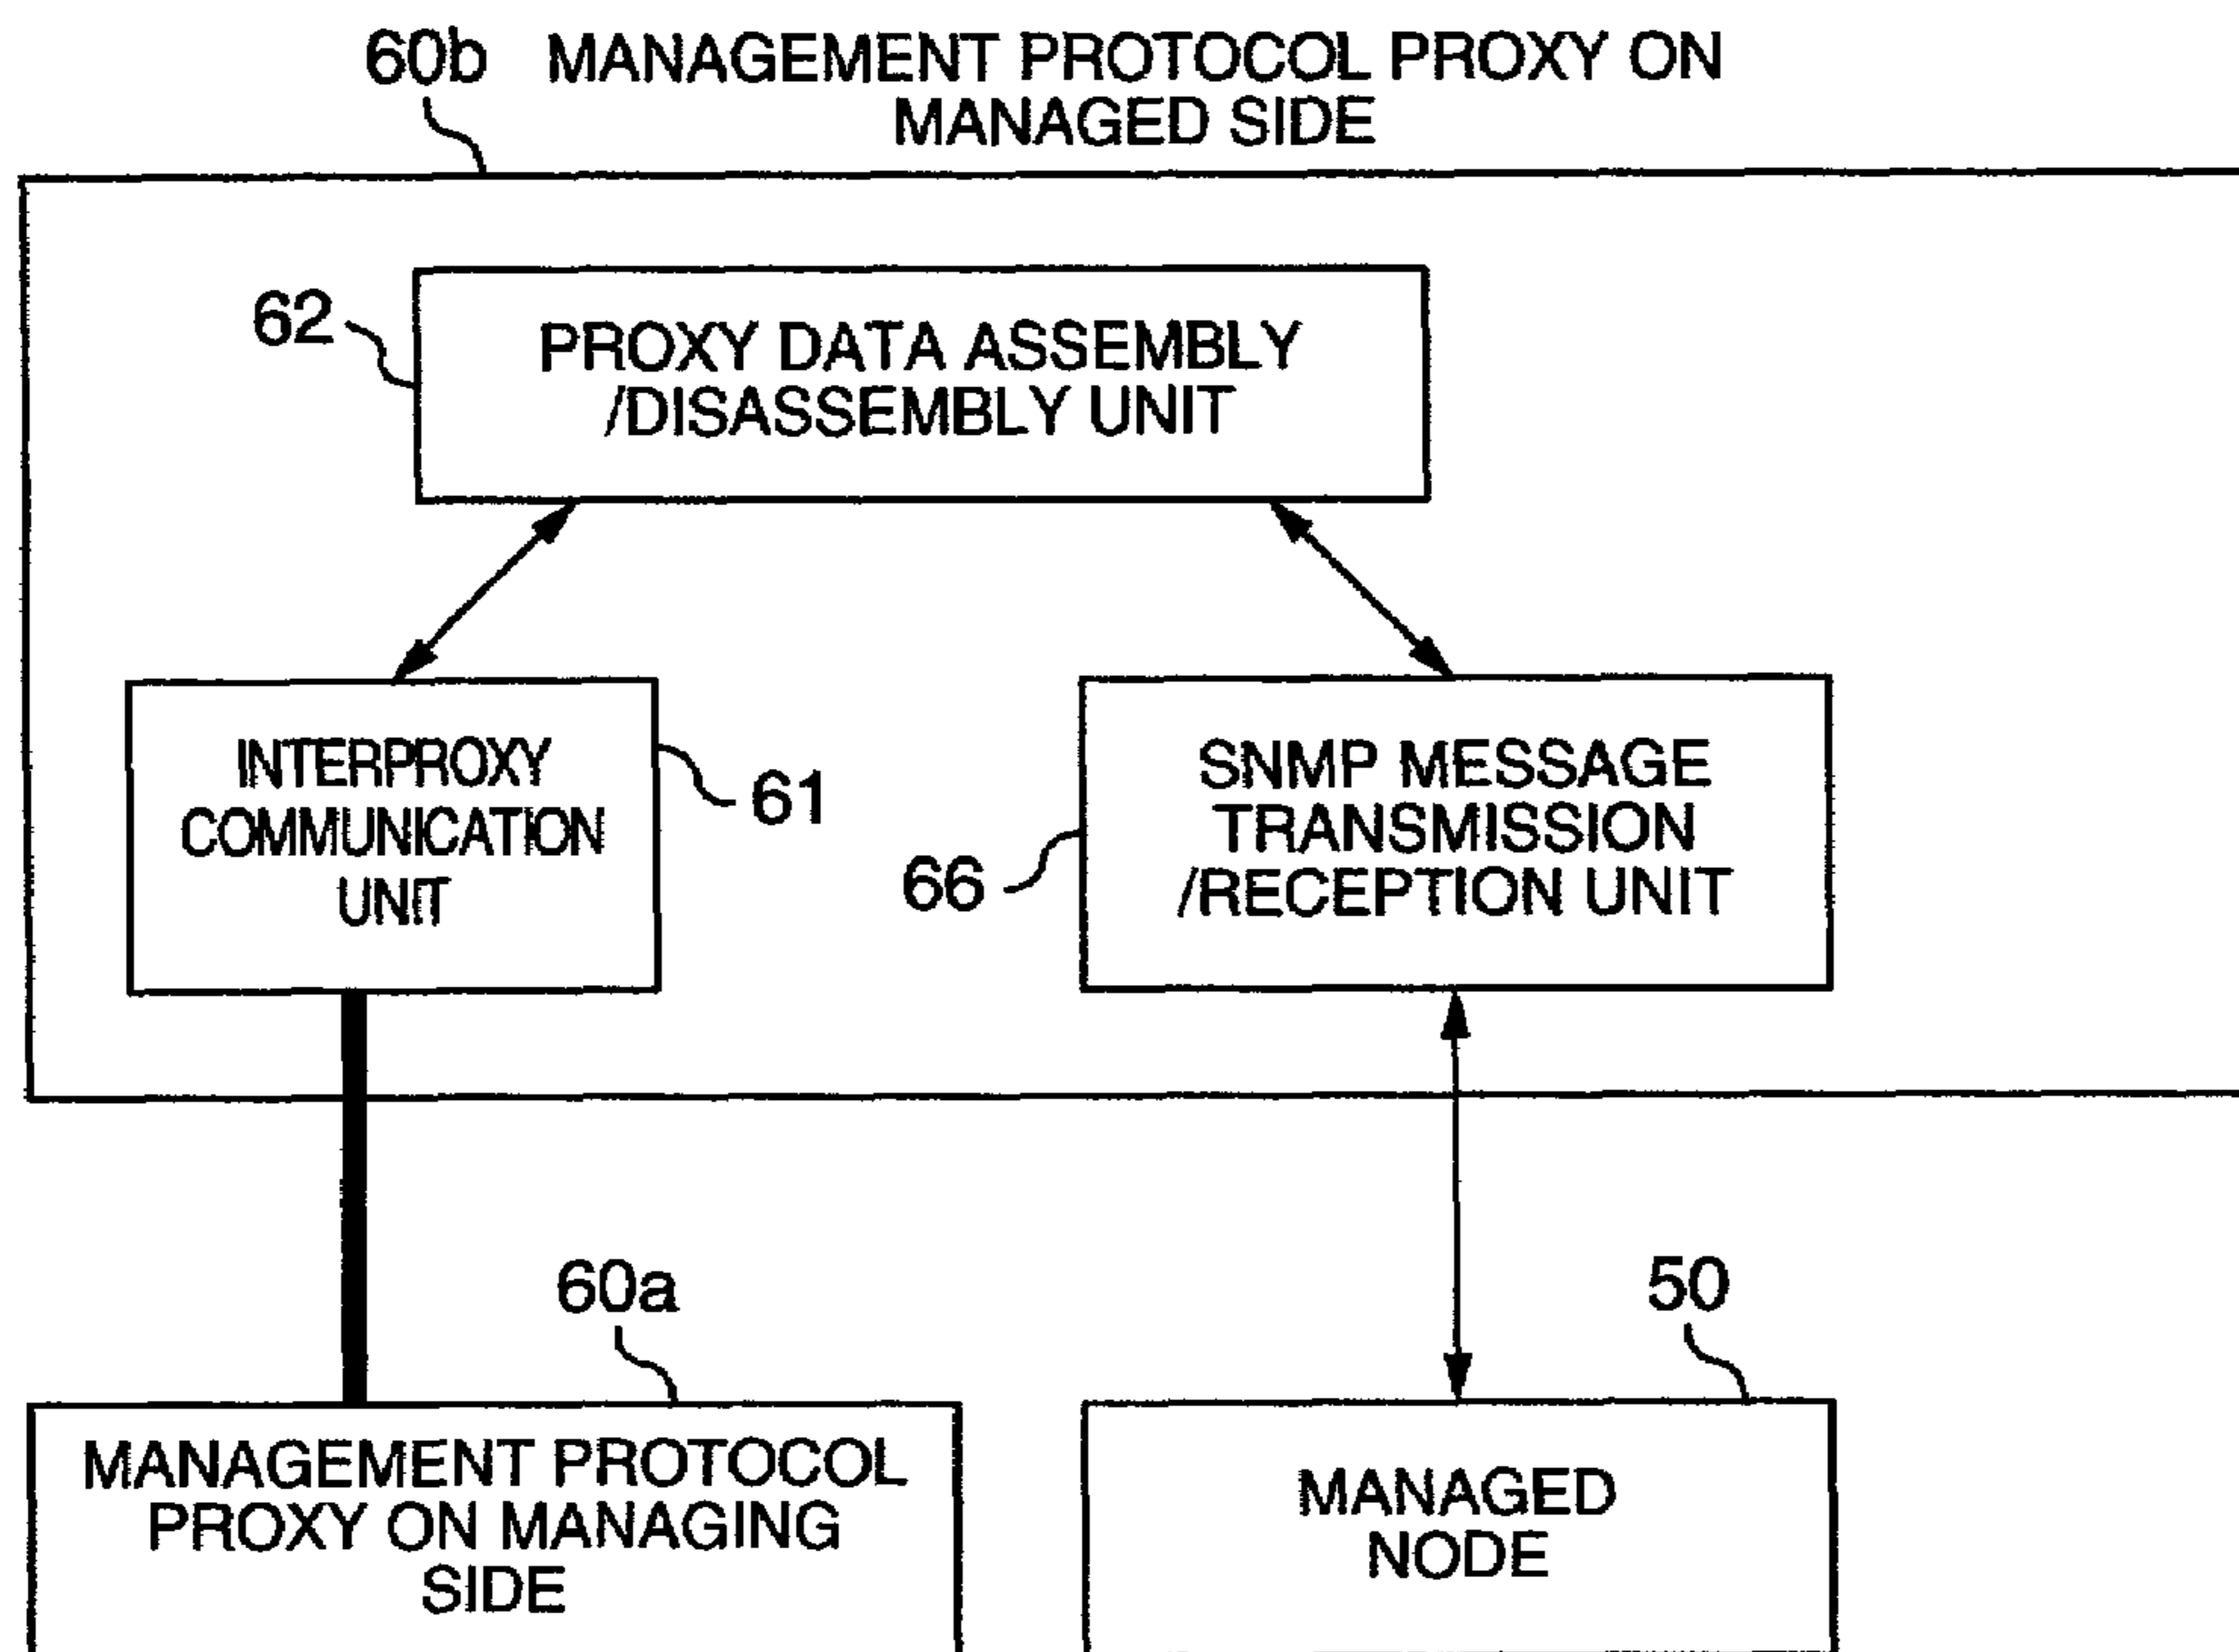 60b MANAGEMENT PROTOCOL PROXY ON
MANAGED SIDE
62
PROXY DATA ASSEMBLY
/DISASSEMBLY UNIT
INTERPROXY
COMMUNICATION
UNIT
61
66
SNMP MESSAGE
TRANSMISSION
/RECEPTION UNIT
60a
50
MANAGEMENT PROTOCOL
PROXY ON MANAGING
SIDE
MANAGED
NODE